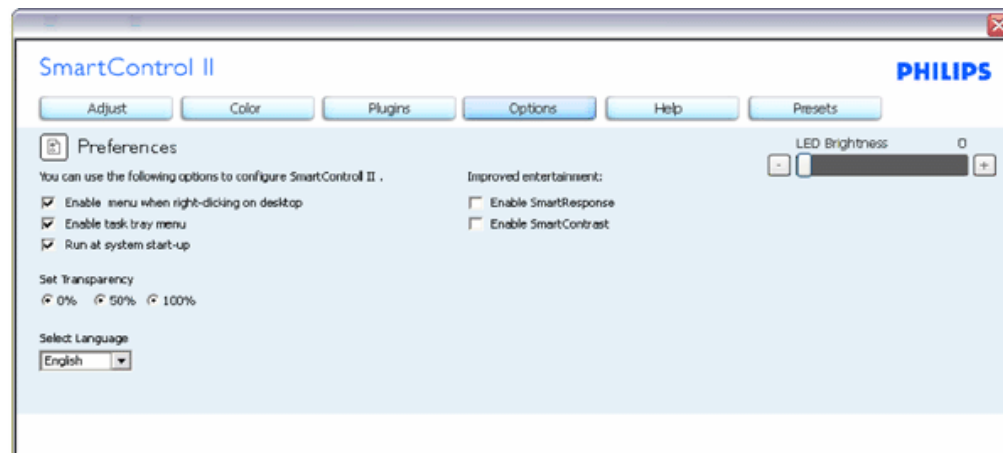 SmartControl II
PHILIPS
Adjust Color Plugins Options Help Presets
Preferences
LED Brightness 0
- +
You can use the following options to configure SmartControl II .
Enable menu when right-clicking on desktop
Enable task tray menu
Run at system start-up
Improved entertainment:
Enable SmartResponse
Enable SmartContrast
Set Transparency
0% 50% 100%
Select Language
English